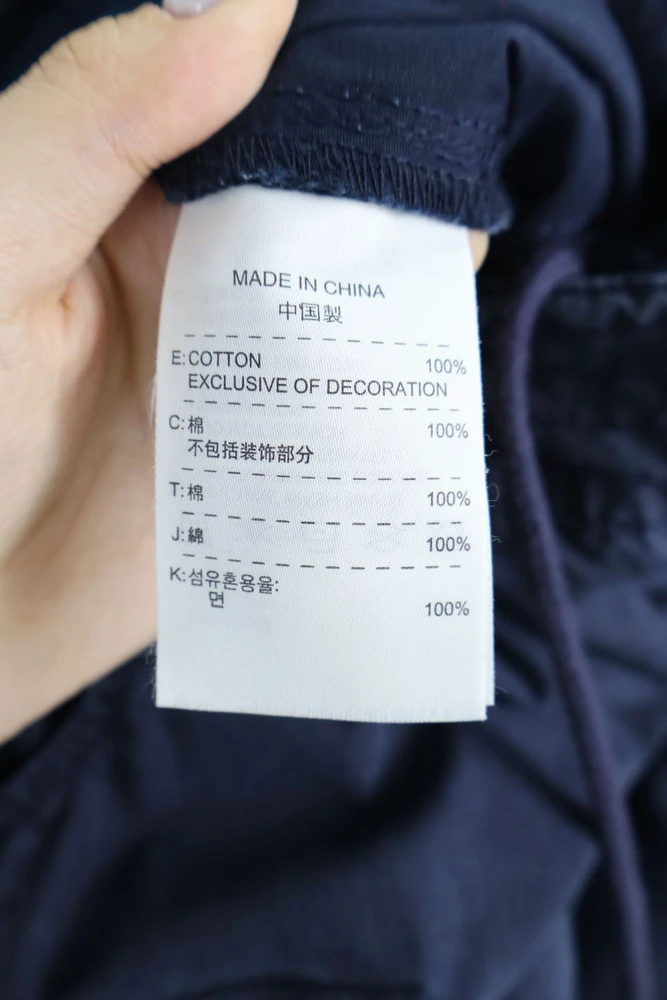 MADE IN CHINA
中国製
E: COTTON 100%
EXCLUSIVE OF DECORATION
C: 棉 100%
不包括装饰部分
T: 棉 100%
J: 綿 100%
K: 섬유혼용율:
면 100%